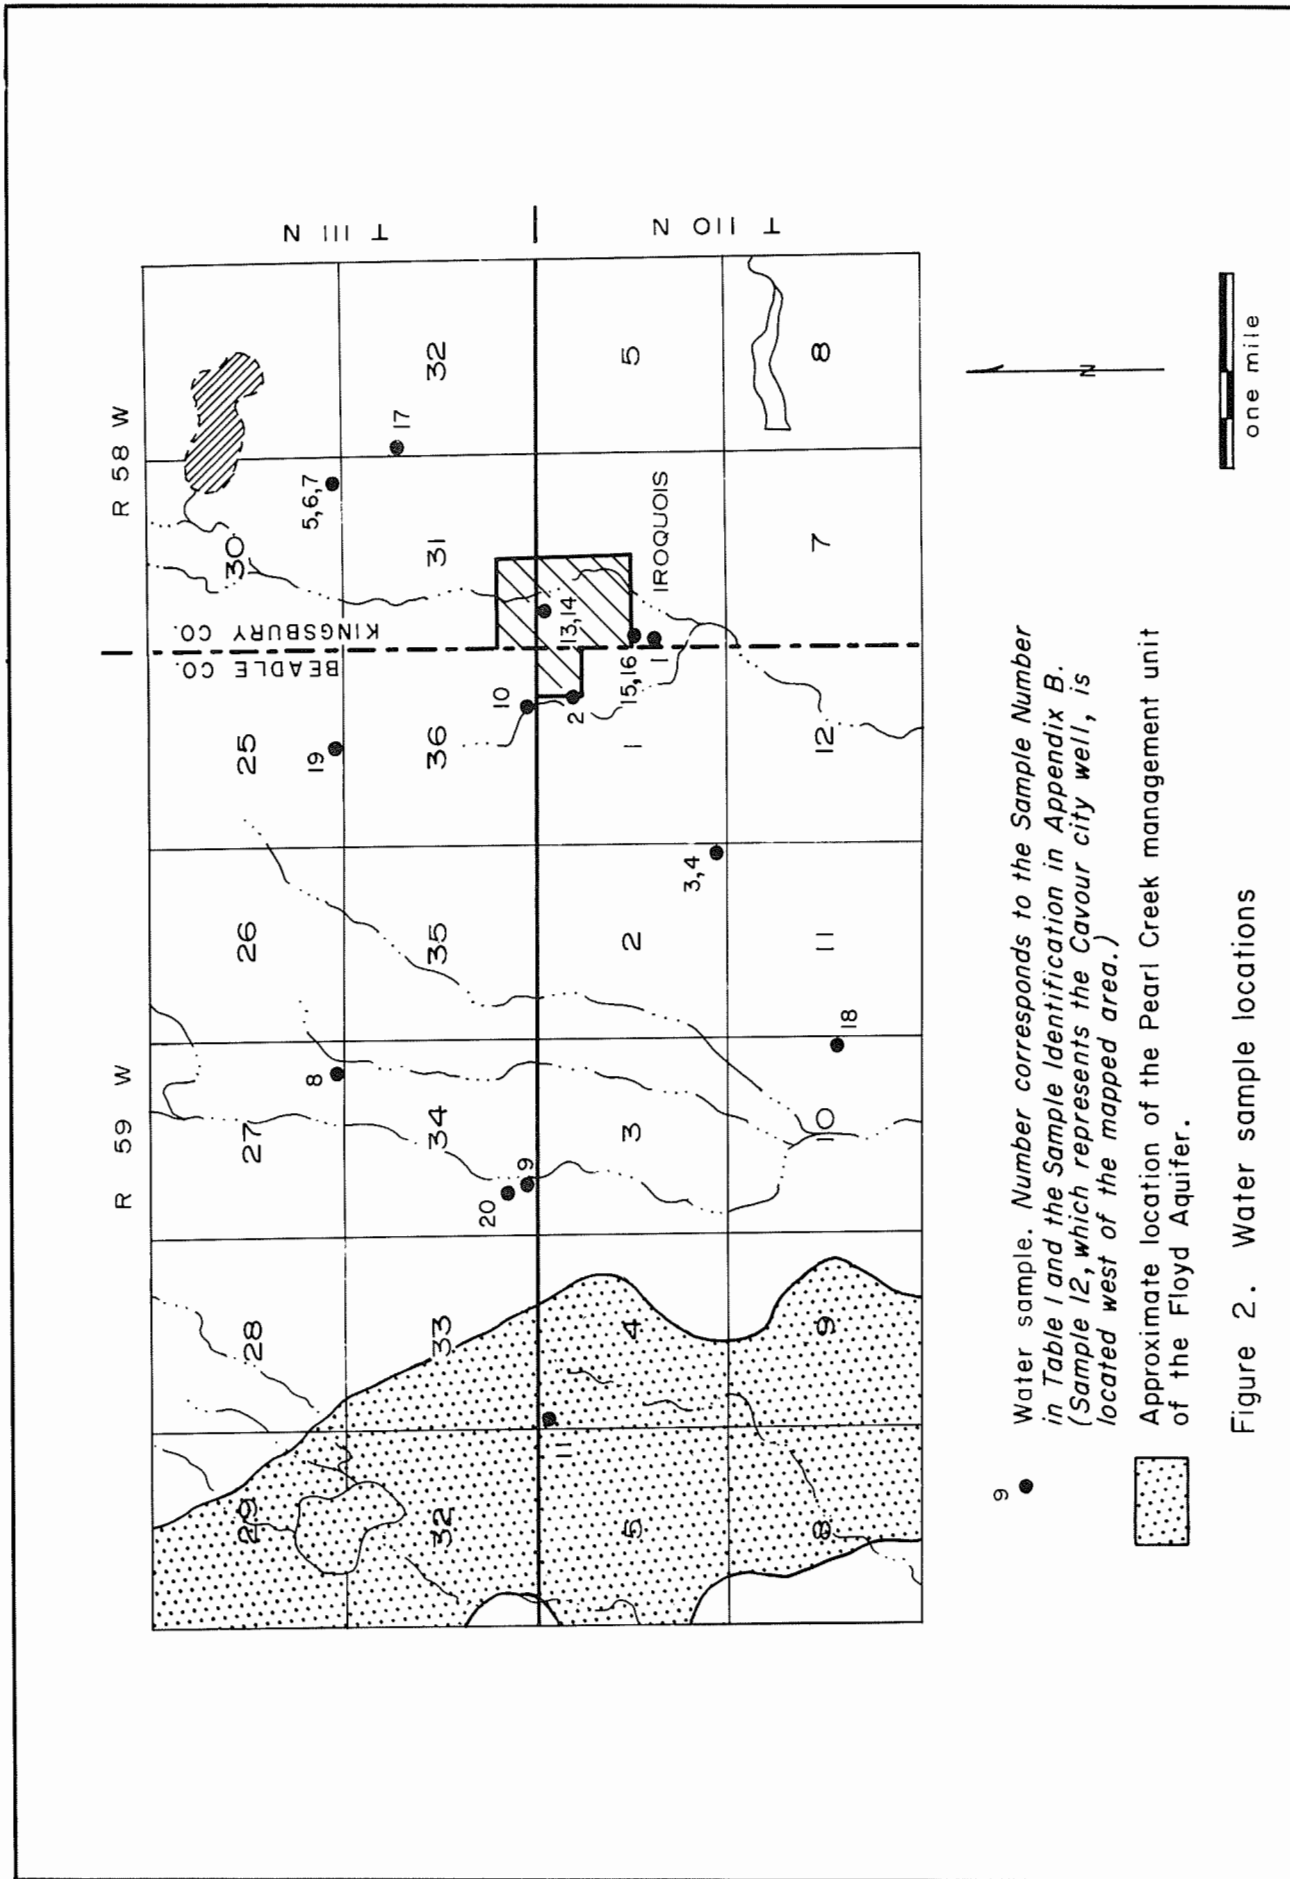 R 59 W
R 58 W
29
28
27
26
25
30
BEADLE CO.
KINGSBURY CO.
T 111 N
8
19
5,6,7
17
32
33
34
35
36
31
32
20
9
10
11
2
13,14
15,16
1
IROQUOIS
5
4
3
2
1
5
T 110 N
3,4
18
8
9
10
11
12
7
8
N
one mile
9
Water sample. Number corresponds to the Sample Number
in Table 1 and the Sample Identification in Appendix B.
(Sample 12, which represents the Cavour city well, is
located west of the mapped area.)
Approximate location of the Pearl Creek management unit
of the Floyd Aquifer.
Figure 2. Water sample locations